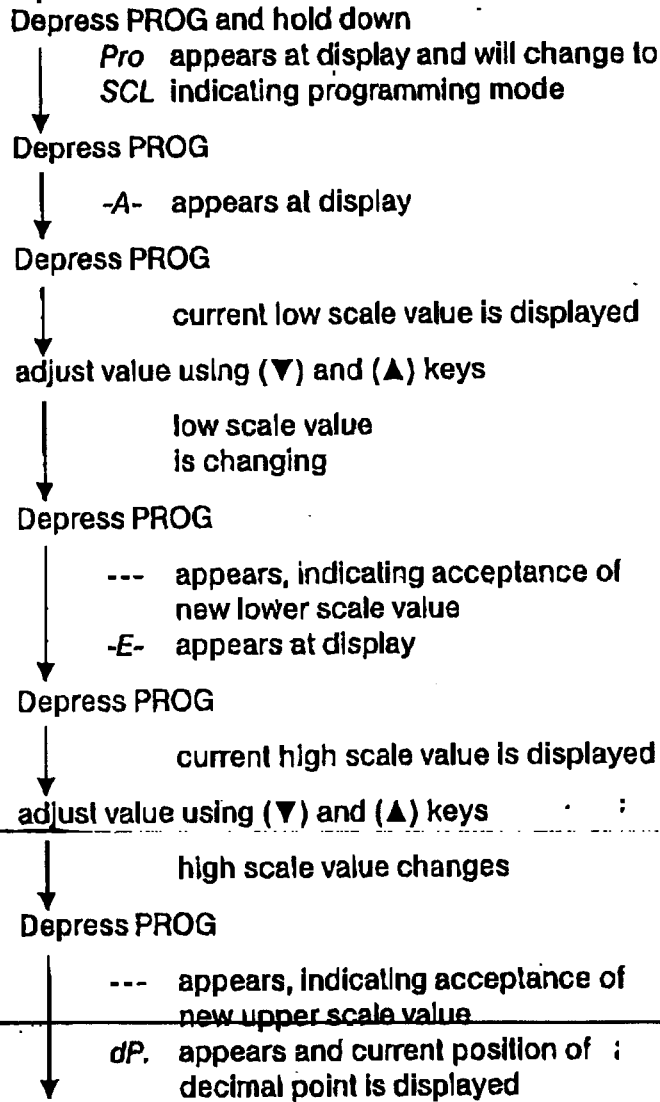 Depress PROG and hold down
Pro appears at display and will change to
SCL indicating programming mode
Depress PROG
-A- appears at display
Depress PROG
current low scale value is displayed
adjust value using (▼) and (▲) keys
low scale value
is changing
Depress PROG
--- appears, indicating acceptance of
new lower scale value
-E- appears at display
Depress PROG
current high scale value is displayed
adjust value using (▼) and (▲) keys
high scale value changes
Depress PROG
--- appears, indicating acceptance of
new upper scale value
dP. appears and current position of
decimal point is displayed